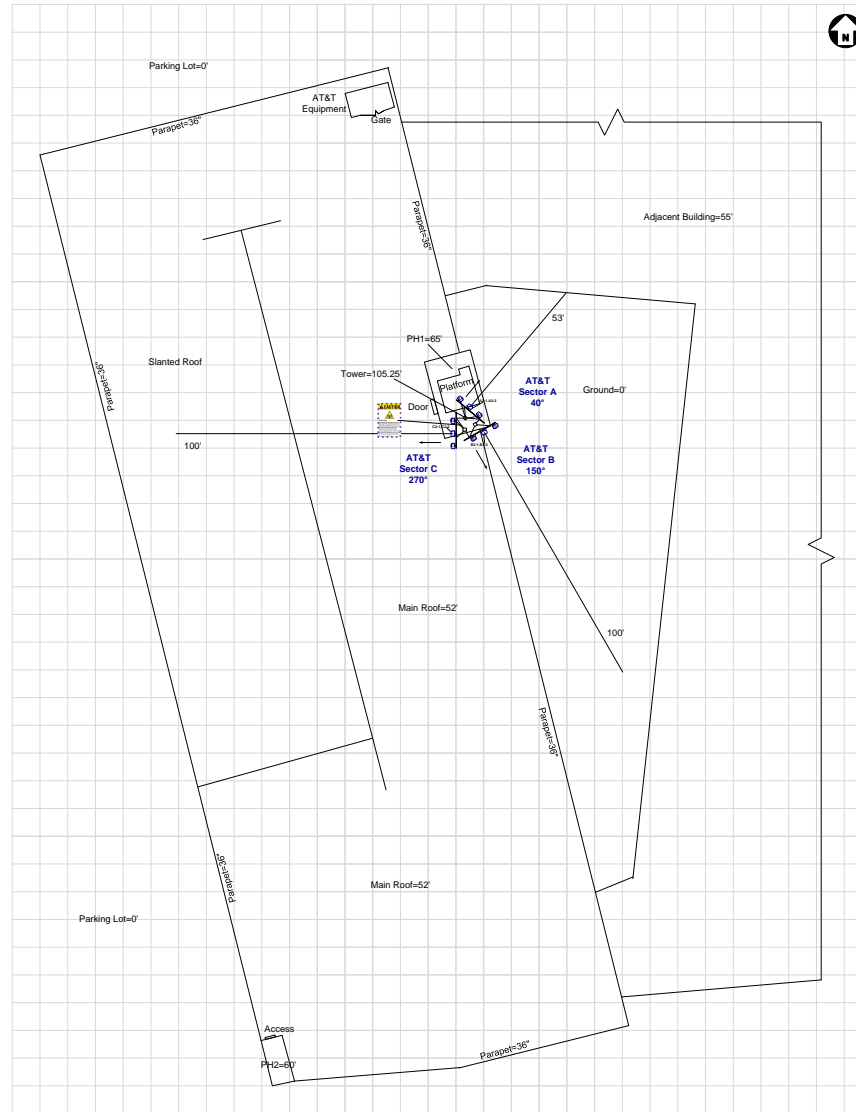 N
Parking Lot=0'
AT&T
Equipment
Gate
Parapet=36"
Parapet=36"
Adjacent Building=55'
53'
PH1=65'
Slanted Roof
Parapet=36"
Tower=105.25'
Platform
AT&T
Sector A
40°
Ground=0'
Door
CAUTION
100'
AT&T
Sector C
270°
AT&T
Sector B
150°
Main Roof=52'
100'
Parapet=36"
Parapet=36"
Main Roof=52'
Parking Lot=0'
Access
PH2=60'
Parapet=36"